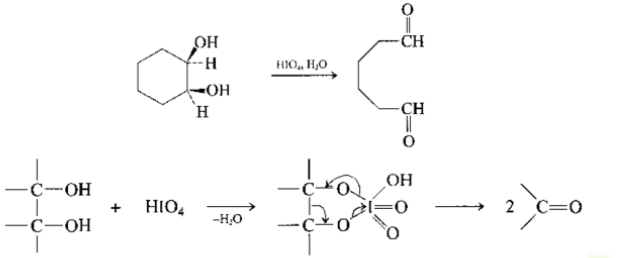 O
OH
CH
H
HIO₄, H₂O
OH
H
CH
O
OH
C—OH
C—O
+ HIO₄
I=O
2
C=O
C—OH
–H₂O
C—O
O